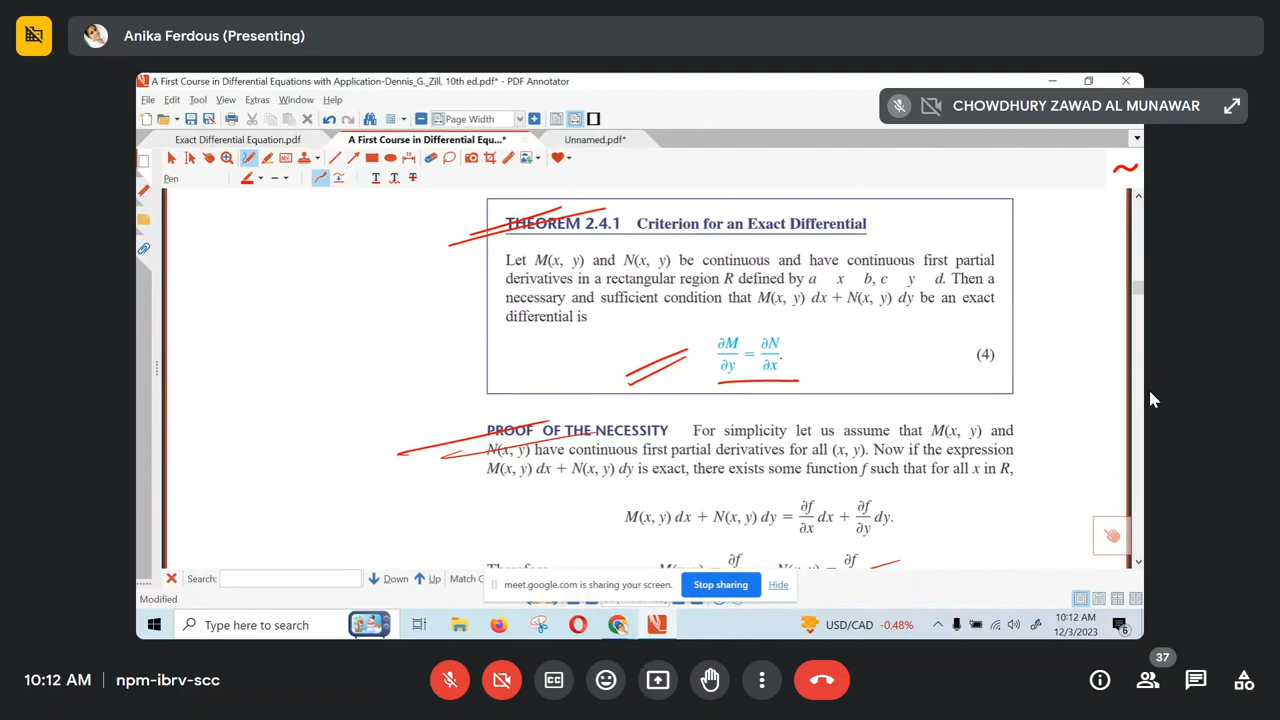 Anika Ferdous (Presenting)
A First Course in Differential Equations with Application-Dennis_G._Zill, 10th ed.pdf* - PDF Annotator
CHOWDHURY ZAWAD AL MUNAWAR
File Edit Tool View Extras Window Help
Page Width
Exact Differential Equation.pdf A First Course in Differential Equ...* Unnamed.pdf*
Pen
THEOREM 2.4.1 Criterion for an Exact Differential
Let M(x, y) and N(x, y) be continuous and have continuous first partial
derivatives in a rectangular region R defined by a x b, c y d. Then a
necessary and sufficient condition that M(x, y) dx + N(x, y) dy be an exact
differential is
∂M/∂y = ∂N/∂x. (4)
PROOF OF THE NECESSITY For simplicity let us assume that M(x, y) and
N(x, y) have continuous first partial derivatives for all (x, y). Now if the expression
M(x, y) dx + N(x, y) dy is exact, there exists some function f such that for all x in R,
M(x, y) dx + N(x, y) dy = ∂f/∂x dx + ∂f/∂y dy.
Search: Down Up Match C
meet.google.com is sharing your screen. Stop sharing Hide
Modified
Type here to search
USD/CAD -0.48%
10:12 AM
12/3/2023
6
37
10:12 AM npm-ibrv-scc